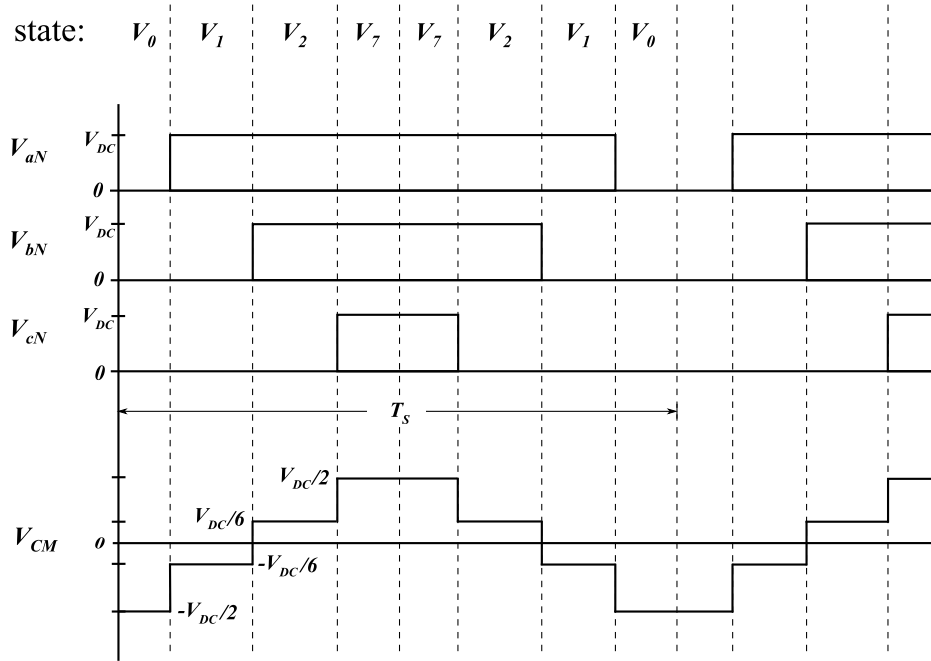 state: V0 V1 V2 V7 V7 V2 V1 V0
VaN VDC
0
VbN VDC
0
VcN VDC
0
TS
VDC/2
VDC/6
VCM 0
-VDC/6
-VDC/2